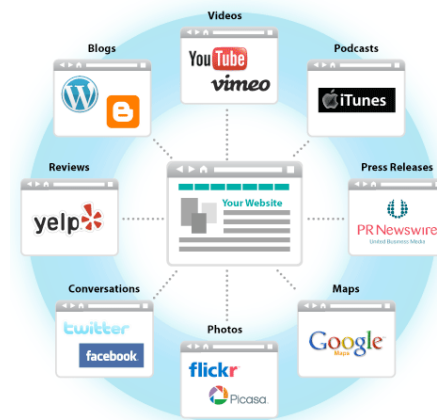 Videos
YouTube
vimeo
Blogs
Podcasts
iTunes
Reviews
yelp
Your Website
Press Releases
PR Newswire
United Business Media
Conversations
twitter
facebook
Photos
flickr
Picasa
Maps
Google
Maps